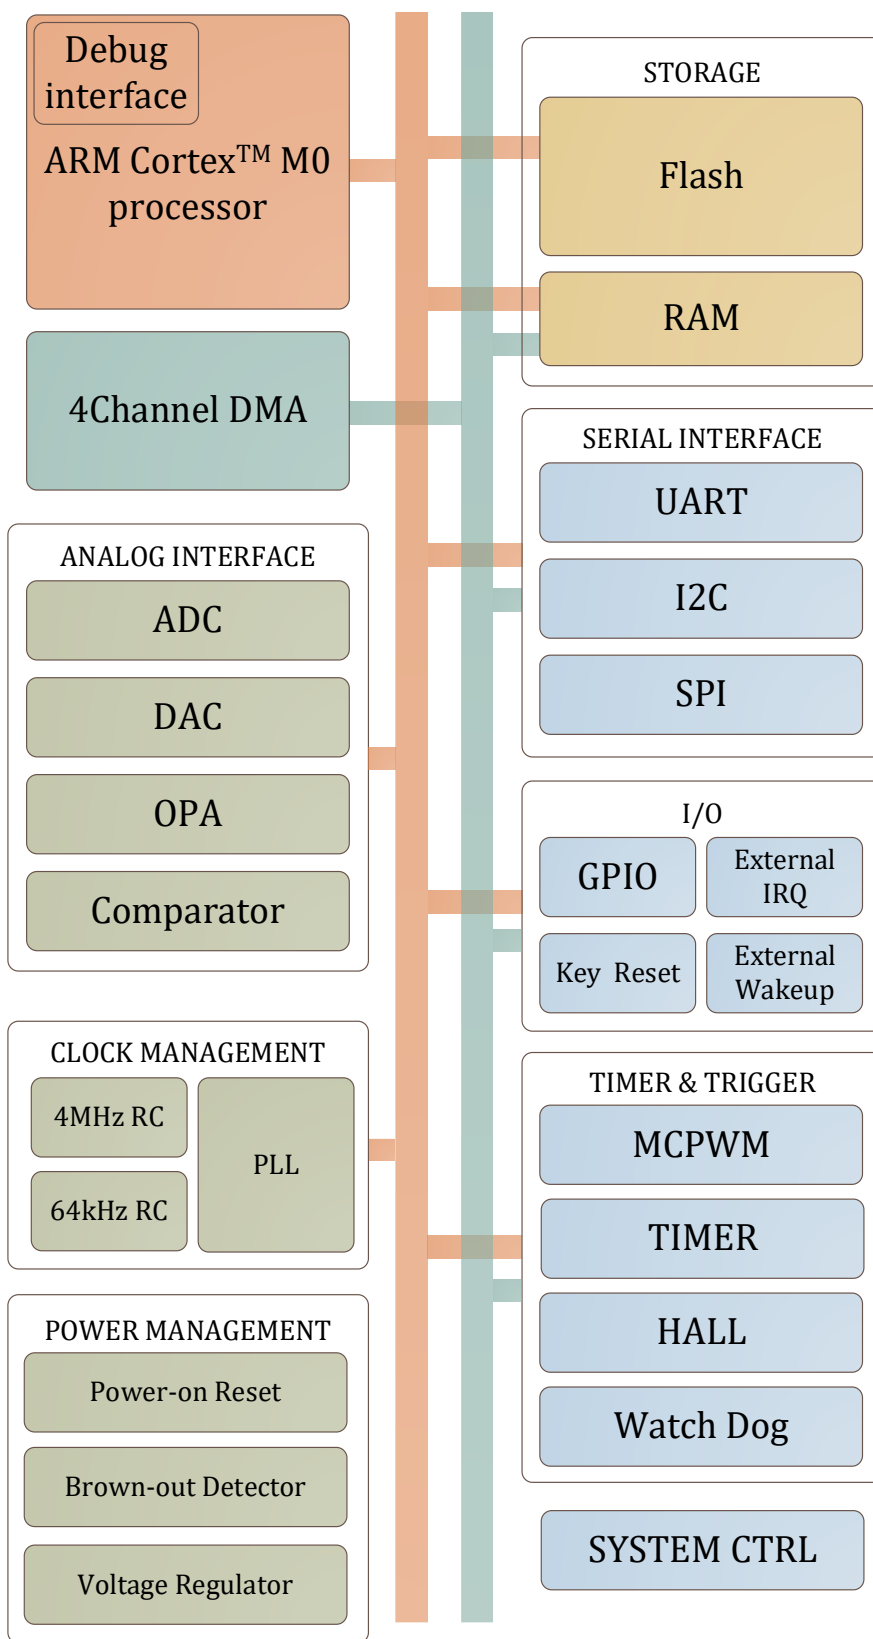 Debug
interface
ARM Cortex™ M0
processor
4Channel DMA
ANALOG INTERFACE
ADC
DAC
OPA
Comparator
CLOCK MANAGEMENT
4MHz RC
64kHz RC
PLL
POWER MANAGEMENT
Power-on Reset
Brown-out Detector
Voltage Regulator
STORAGE
Flash
RAM
SERIAL INTERFACE
UART
I2C
SPI
I/O
GPIO
External
IRQ
Key Reset
External
Wakeup
TIMER & TRIGGER
MCPWM
TIMER
HALL
Watch Dog
SYSTEM CTRL